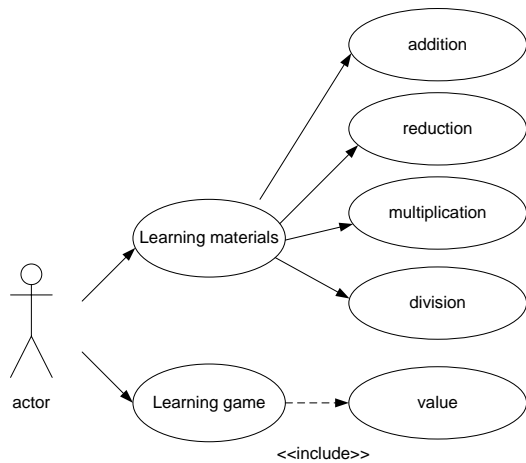 addition
reduction
multiplication
Learning materials
division
actor
Learning game
value
<<include>>